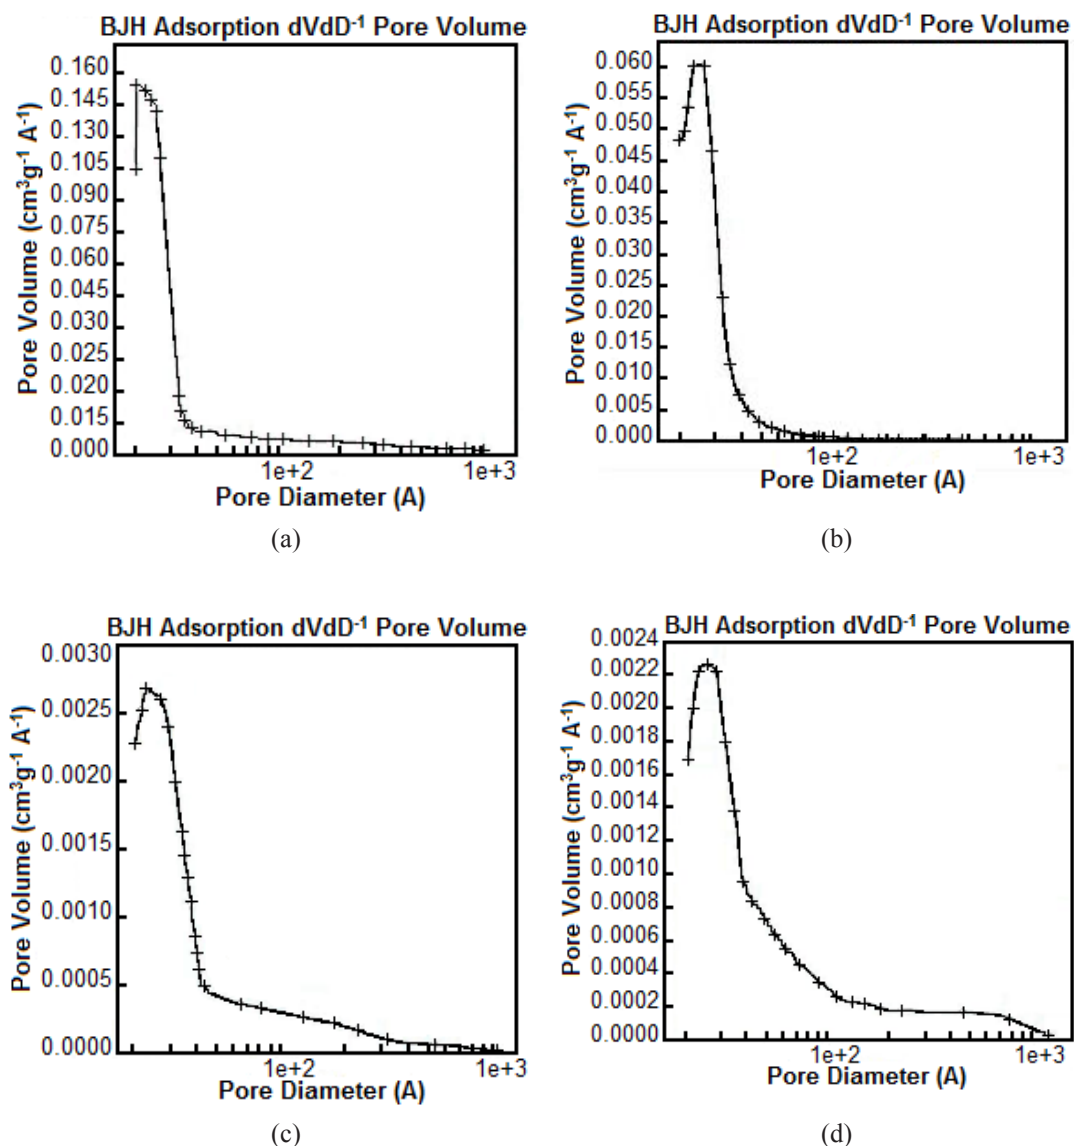 BJH Adsorption dVdD⁻¹ Pore Volume
Pore Volume (cm³g⁻¹ A⁻¹)
0.160
0.145
0.130
0.105
0.090
0.075
0.060
0.045
0.030
0.025
0.020
0.015
0.000
1e+2 1e+3
Pore Diameter (A)
(a)
BJH Adsorption dVdD⁻¹ Pore Volume
Pore Volume (cm³g⁻¹ A⁻¹)
0.060
0.055
0.050
0.045
0.040
0.035
0.030
0.025
0.020
0.015
0.010
0.005
0.000
1e+2 1e+3
Pore Diameter (A)
(b)
BJH Adsorption dVdD⁻¹ Pore Volume
Pore Volume (cm³g⁻¹ A⁻¹)
0.0030
0.0025
0.0020
0.0015
0.0010
0.0005
0.0000
1e+2 1e+3
Pore Diameter (A)
(c)
BJH Adsorption dVdD⁻¹ Pore Volume
Pore Volume (cm³g⁻¹ A⁻¹)
0.0024
0.0022
0.0020
0.0018
0.0016
0.0014
0.0012
0.0010
0.0008
0.0006
0.0004
0.0002
0.0000
1e+2 1e+3
Pore Diameter (A)
(d)